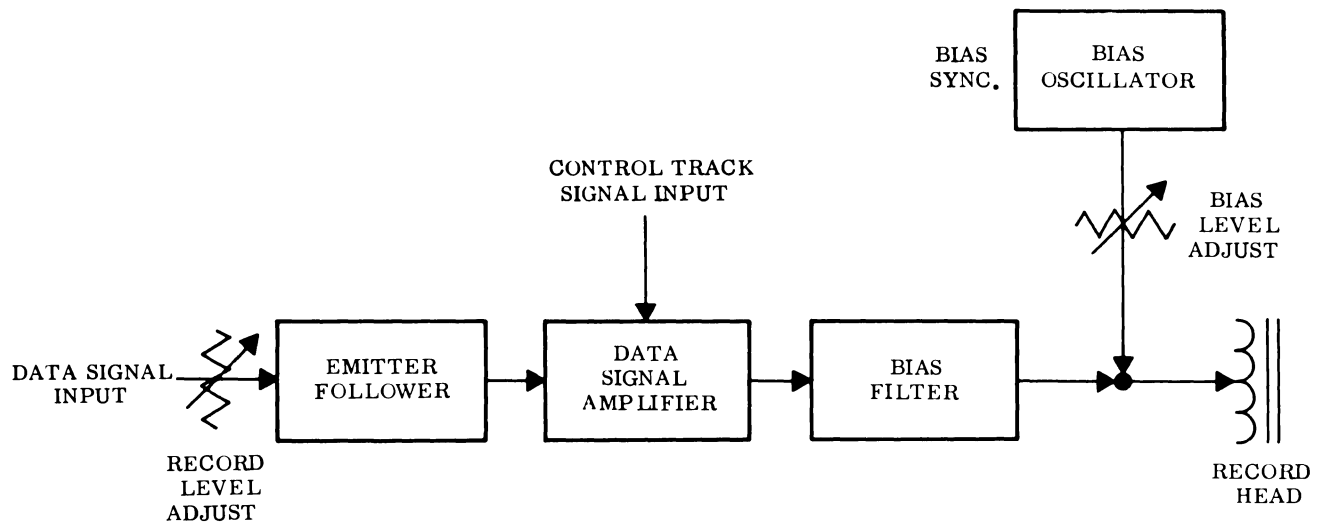 BIAS
SYNC.
BIAS
OSCILLATOR
CONTROL TRACK
SIGNAL INPUT
BIAS
LEVEL
ADJUST
DATA SIGNAL
INPUT
EMITTER
FOLLOWER
DATA
SIGNAL
AMPLIFIER
BIAS
FILTER
RECORD
LEVEL
ADJUST
RECORD
HEAD